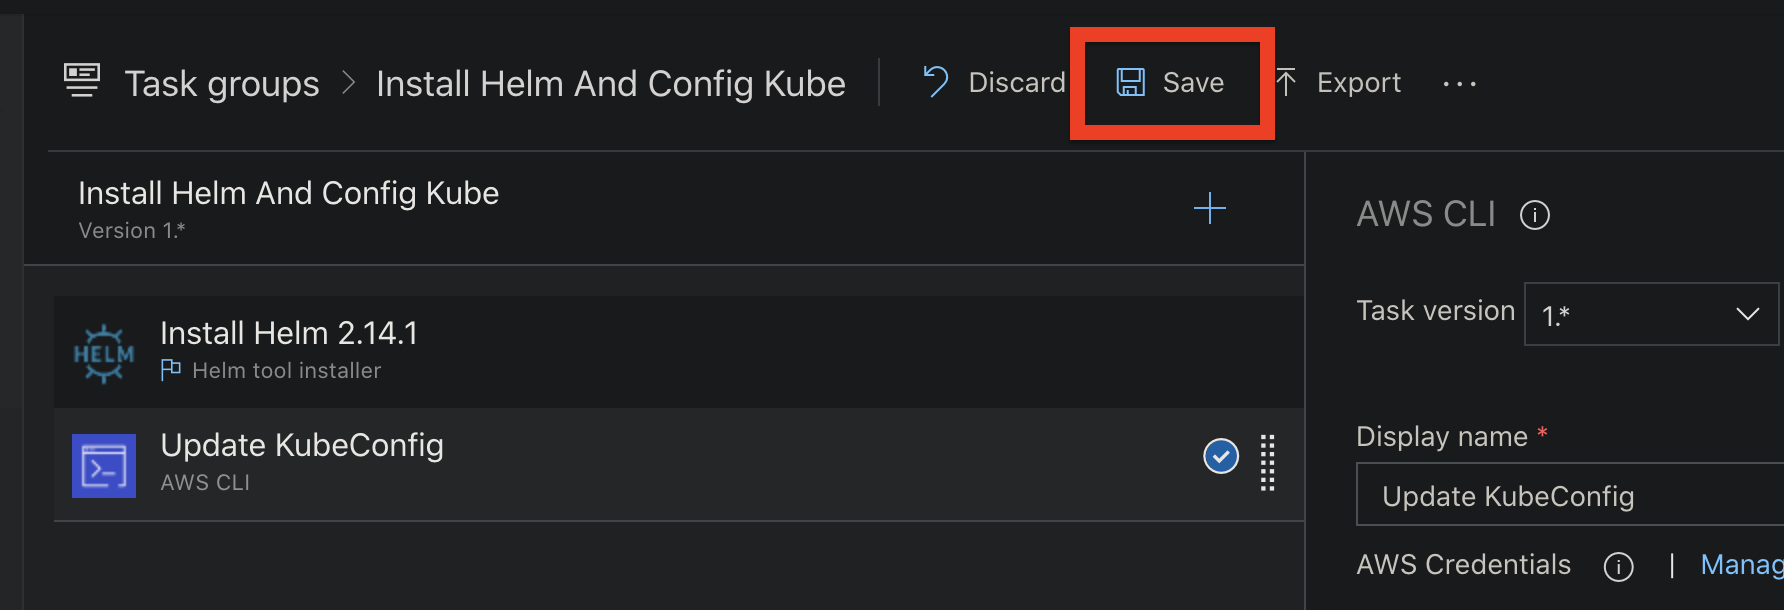 Task groups > Install Helm And Config Kube Discard Save Export ...
Install Helm And Config Kube
Version 1.*
AWS CLI
Task version 1.*
HELM
Install Helm 2.14.1
Helm tool installer
Update KubeConfig
AWS CLI
Display name *
Update KubeConfig
AWS Credentials | Manag